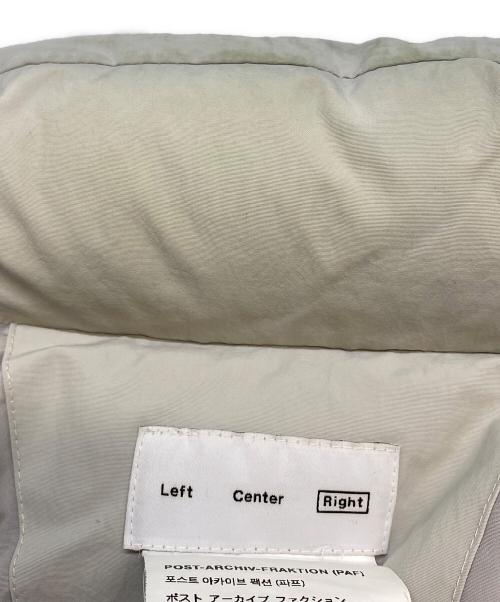 Left Center Right
POST-ARCHIV-FRAKTION (PAF)
포스트 아카이브 팩션 (파프)
ポスト アーカイブ ファクション